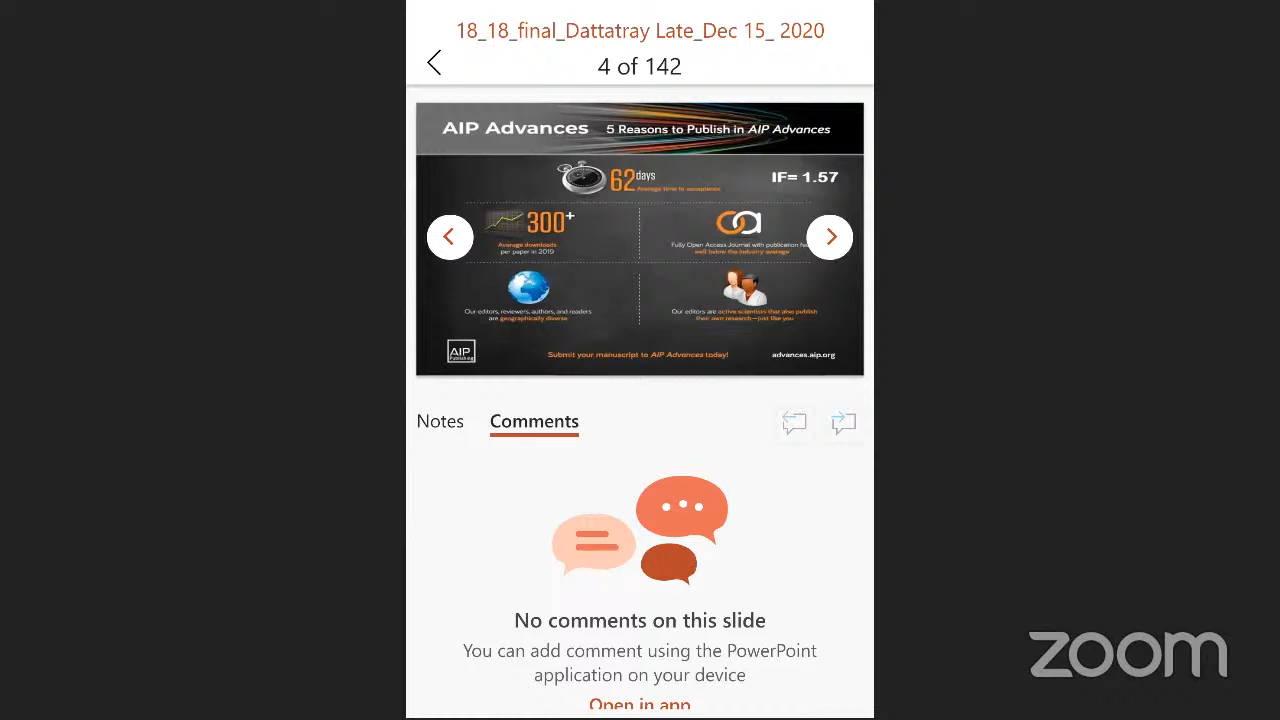 18_18_final_Dattatray Late_Dec 15_ 2020
4 of 142
AIP Advances 5 Reasons to Publish in AIP Advances
62 days
Average time to acceptance
IF= 1.57
300+
Average downloads
per paper in 2019
Fully Open Access Journal with publication
well below the industry average
Our editors, reviewers, authors, and readers
are geographically diverse
Our editors are active scientists that also publish
their own research—just like you
AIP
Publishing
Submit your manuscript to AIP Advances today!
advances.aip.org
Notes Comments
No comments on this slide
You can add comment using the PowerPoint
application on your device
Open in app
zoom